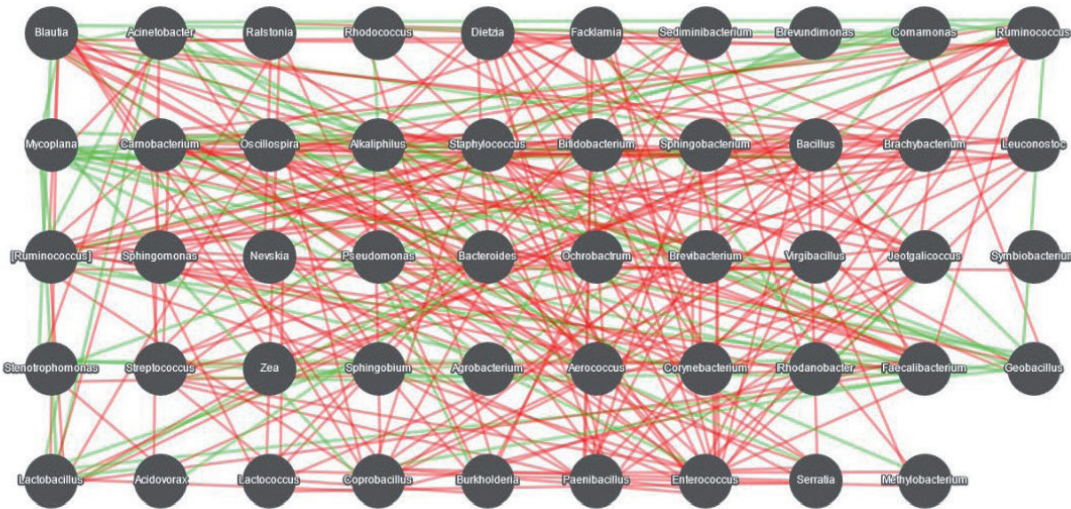 Blautia Acinetobacter Ralstonia Rhodococcus Dietzia Facklamia Sediminibacterium Brevundimonas Comamonas Ruminococcus
Mycoplana Carnobacterium Oscillospira Alkaliphilus Staphylococcus Bifidobacterium Sphingobacterium Bacillus Brachybacterium Leuconostoc
[Ruminococcus] Sphingomonas Nevskia Pseudomonas Bacteroides Ochrobactrum Brevibacterium Virgibacillus Jeotgalicoccus Symbiobacterium
Stenotrophomonas Streptococcus Zea Sphingobium Agrobacterium Aerococcus Corynebacterium Rhodanobacter Faecalibacterium Geobacillus
Lactobacillus Acidovorax Lactococcus Coprobacillus Burkholderia Paenibacillus Enterococcus Serratia Methylobacterium